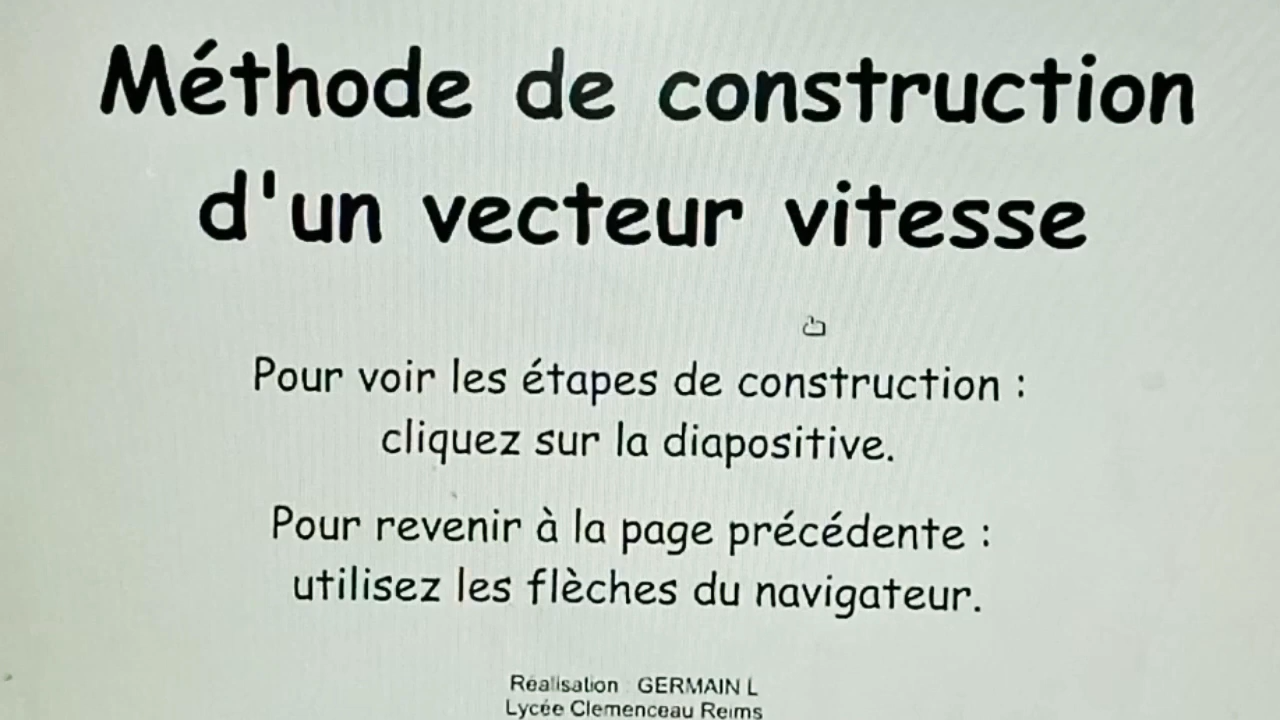 Méthode de construction
d'un vecteur vitesse
Pour voir les étapes de construction :
cliquez sur la diapositive.
Pour revenir à la page précédente :
utilisez les flèches du navigateur.
Réalisation : GERMAIN L
Lycée Clemenceau Reims